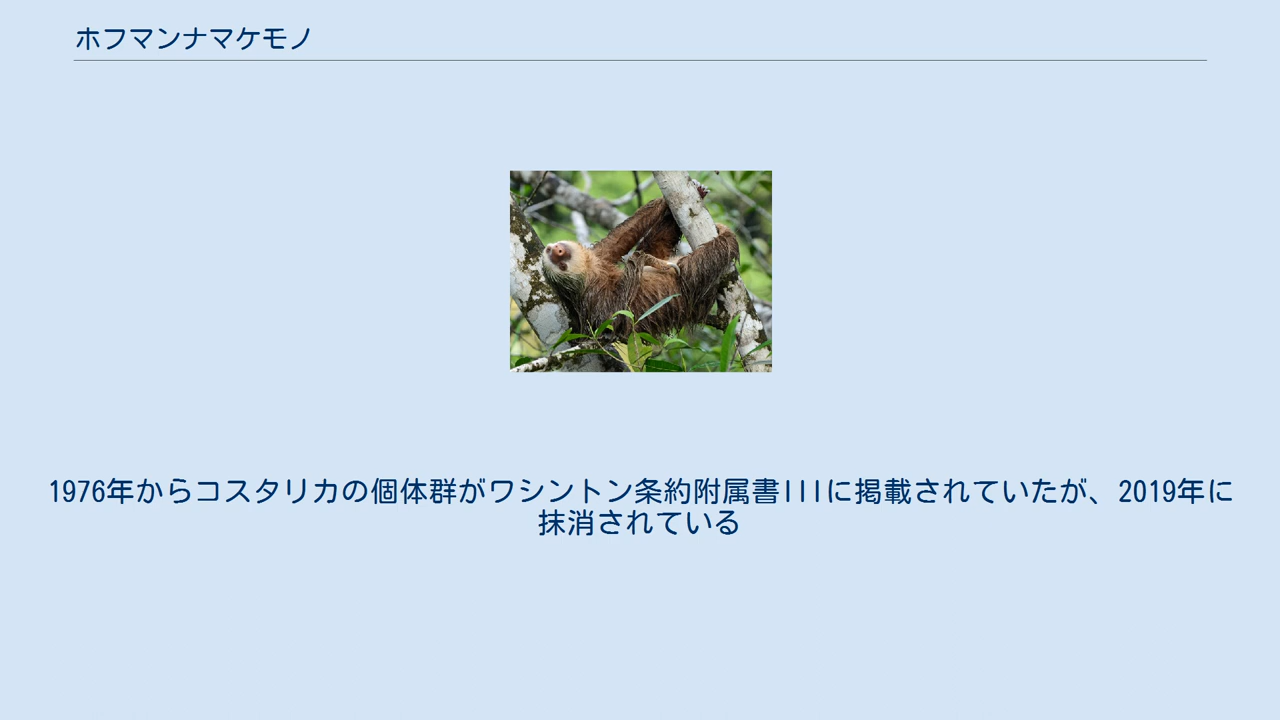 ホフマンナマケモノ
1976年からコスタリカの個体群がワシントン条約附属書IIIに掲載されていたが、2019年に
抹消されている